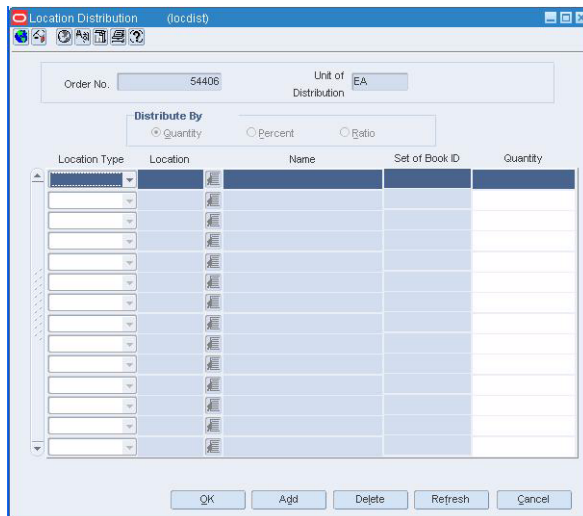 Location Distribution (locdist)
Order No. 54406 Unit of Distribution EA
Distribute By
Quantity Percent Ratio
Location Type Location Name Set of Book ID Quantity
OK Add Delete Refresh Cancel